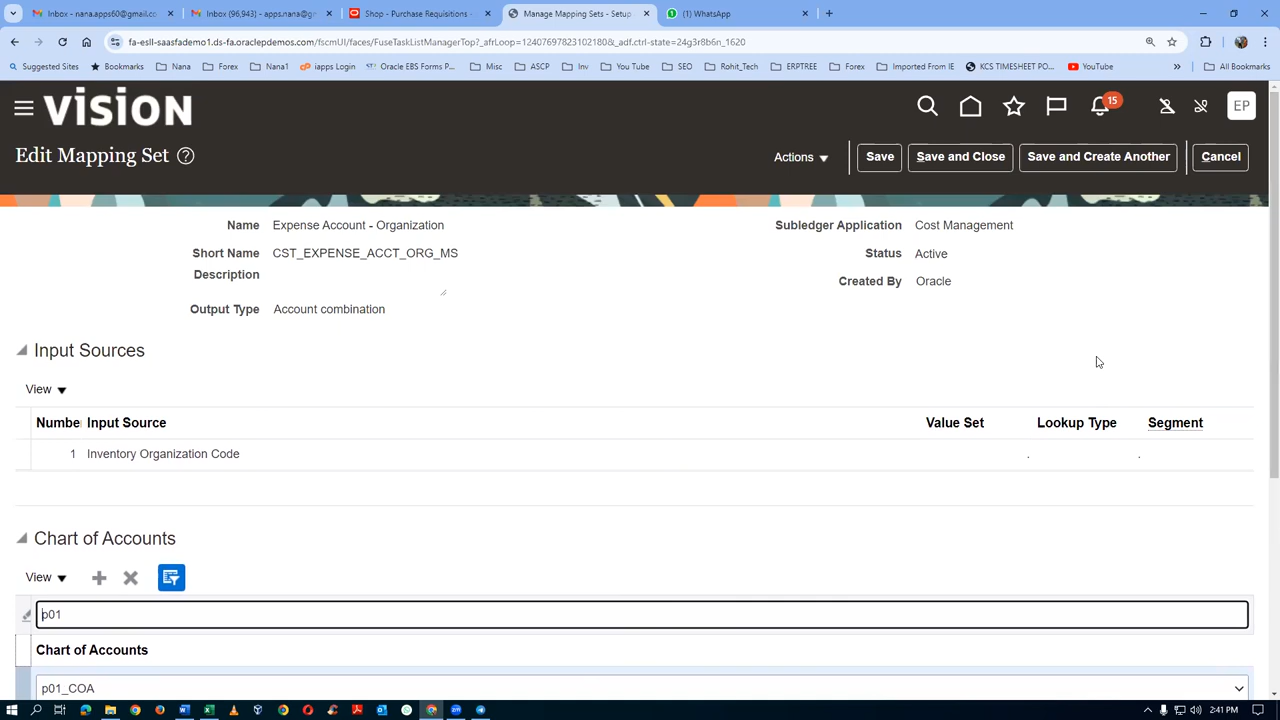 Inbox - nana.apps60@gmail.co
Inbox (96,943) - apps.nana@g
Shop - Purchase Requisitions -
Manage Mapping Sets - Setup
(7) WhatsApp
fa-esll-saasfademo1.ds-fa.oraclepdemos.com/fscmUI/faces/FuseTaskListManagerTop?_afrLoop=12407697823102180&_adf.ctrl-state=24g3r8b6n_1620
Suggested Sites Bookmarks Nana Forex Nana1 iapps Login Oracle EBS Forms P... Misc ASCP Inv You Tube SEO Rohit_Tech ERPTREE Forex Imported From IE KCS TIMESHEET PO... YouTube » All Bookmarks
VISION
15
EP
Edit Mapping Set
Actions Save Save and Close Save and Create Another Cancel
Name Expense Account - Organization Subledger Application Cost Management
Short Name CST_EXPENSE_ACCT_ORG_MS Status Active
Description
Created By Oracle
Output Type Account combination
Input Sources
View
Numbe Input Source Value Set Lookup Type Segment
1 Inventory Organization Code
Chart of Accounts
View
p01
Chart of Accounts
p01_COA
2:41 PM